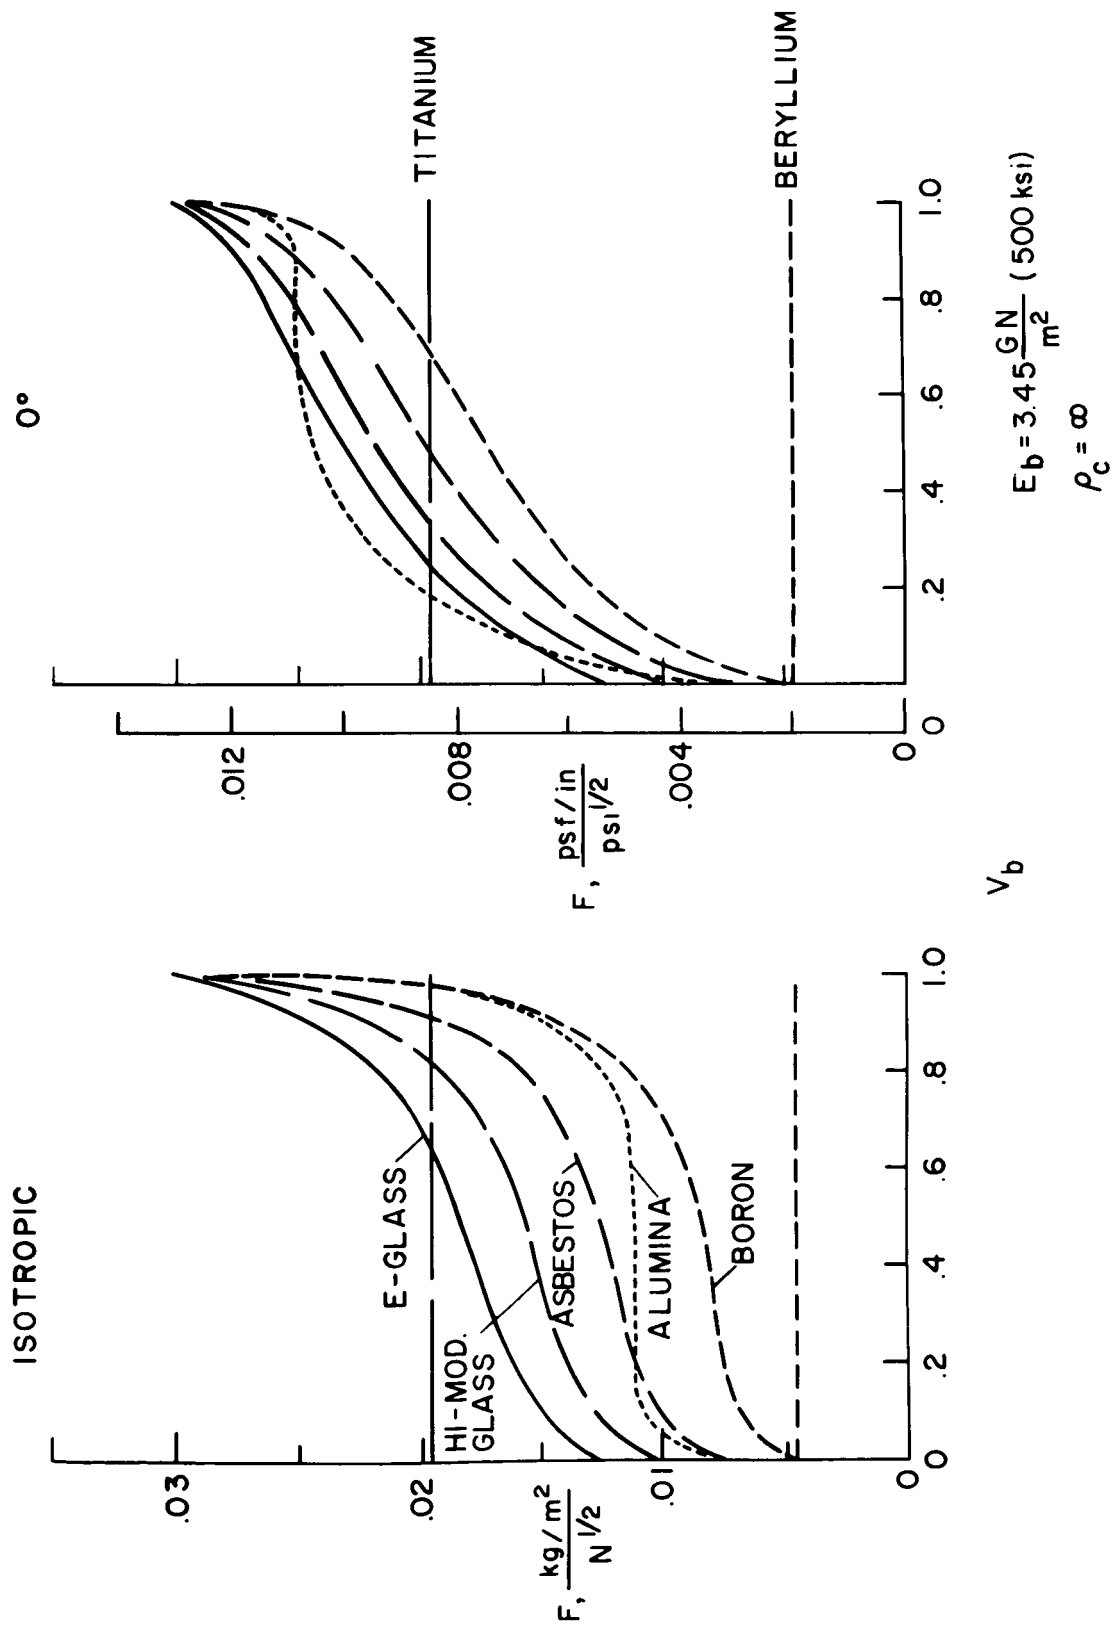 ISOTROPIC
0°
.03
.02
.01
0
F, kg/m² / N^1/2
E-GLASS
HI-MOD. GLASS
ASBESTOS
ALUMINA
BORON
0 .2 .4 .6 .8 1.0
V_b
.012
.008
.004
0
F, psf/in / psi^1/2
TITANIUM
BERYLLIUM
.2 .4 .6 .8 1.0
E_b = 3.45 GN/m² (500 ksi)
ρ_c = ∞